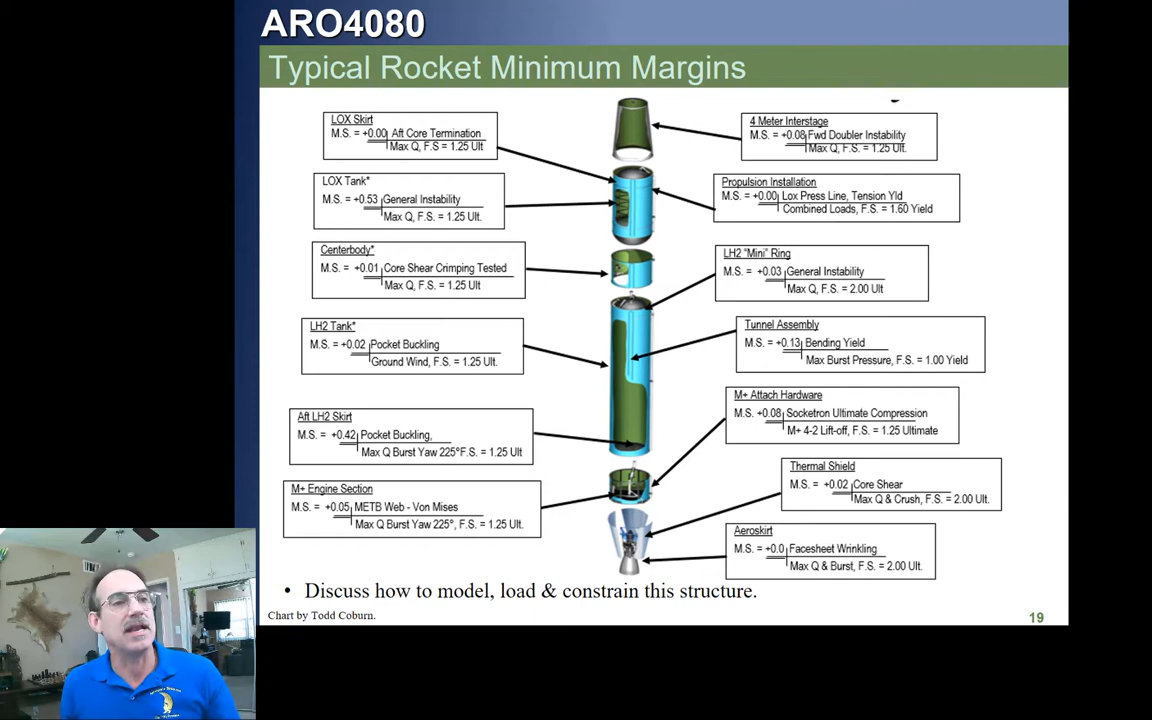 ARO4080
Typical Rocket Minimum Margins
LOX Skirt
M.S. = +0.00 Aft Core Termination
Max Q, F.S = 1.25 Ult
LOX Tank*
M.S. = +0.53 General Instability
Max Q, F.S. = 1.25 Ult.
Centerbody*
M.S. = +0.01 Core Shear Crimping Tested
Max Q, F.S. = 1.25 Ult
LH2 Tank*
M.S. = +0.02 Pocket Buckling
Ground Wind, F.S. = 1.25 Ult.
Aft LH2 Skirt
M.S. = +0.42 Pocket Buckling,
Max Q Burst Yaw 225°F.S. = 1.25 Ult
M+ Engine Section
M.S. = +0.05 METB Web - Von Mises
Max Q Burst Yaw 225°, F.S. = 1.25 Ult.
4 Meter Interstage
M.S. = +0.08 Fwd Doubler Instability
Max Q, F.S. = 1.25 Ult.
Propulsion Installation
M.S. = +0.00 Lox Press Line, Tension Yld
Combined Loads, F.S. = 1.60 Yield
LH2 "Mini" Ring
M.S. = +0.03 General Instability
Max Q, F.S. = 2.00 Ult
Tunnel Assembly
M.S. = +0.13 Bending Yield
Max Burst Pressure, F.S. = 1.00 Yield
M+ Attach Hardware
M.S. +0.08 Socketron Ultimate Compression
M+ 4-2 Lift-off, F.S. = 1.25 Ultimate
Thermal Shield
M.S. = +0.02 Core Shear
Max Q & Crush, F.S. = 2.00 Ult.
Aeroskirt
M.S. = +0.0 Facesheet Wrinkling
Max Q & Burst, F.S. = 2.00 Ult.
• Discuss how to model, load & constrain this structure.
Chart by Todd Coburn.
19